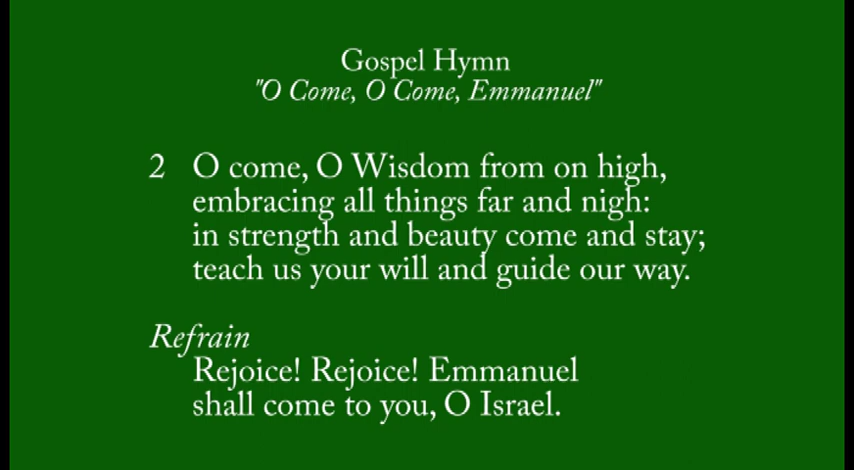 Gospel Hymn
"O Come, O Come, Emmanuel"
2 O come, O Wisdom from on high,
embracing all things far and nigh:
in strength and beauty come and stay;
teach us your will and guide our way.
Refrain
Rejoice! Rejoice! Emmanuel
shall come to you, O Israel.